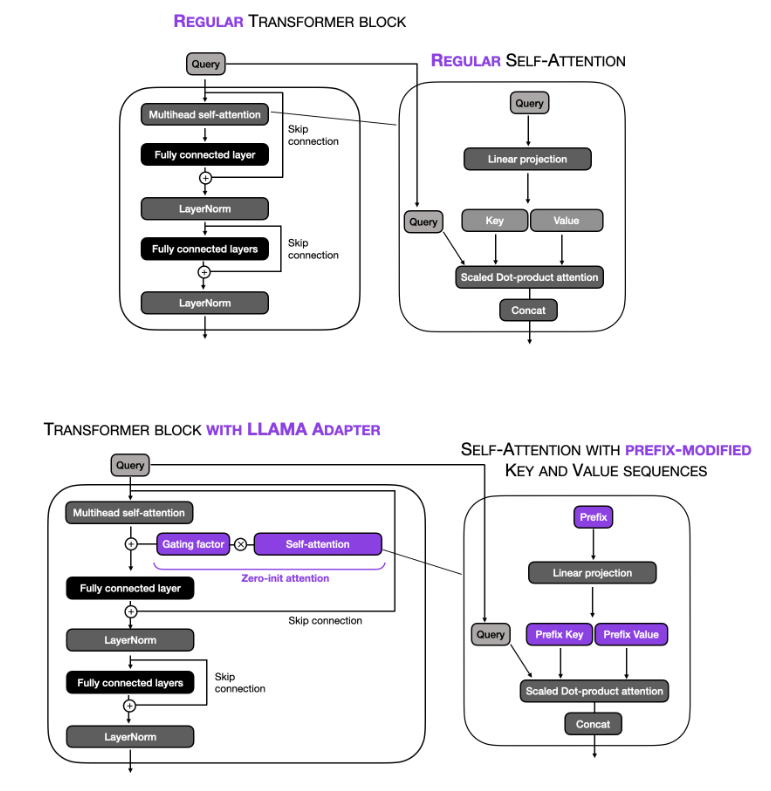 REGULAR TRANSFORMER BLOCK
REGULAR SELF-ATTENTION
Query
Multihead self-attention
Skip
connection
Fully connected layer
+
LayerNorm
Fully connected layers
Skip
connection
+
LayerNorm
Query
Linear projection
Query
Key
Value
Scaled Dot-product attention
Concat
TRANSFORMER BLOCK WITH LLAMA ADAPTER
SELF-ATTENTION WITH PREFIX-MODIFIED
KEY AND VALUE SEQUENCES
Query
Multihead self-attention
+
Gating factor
×
Self-attention
Zero-init attention
Fully connected layer
+
Skip connection
LayerNorm
Fully connected layers
Skip
connection
+
LayerNorm
Prefix
Linear projection
Query
Prefix Key
Prefix Value
Scaled Dot-product attention
Concat